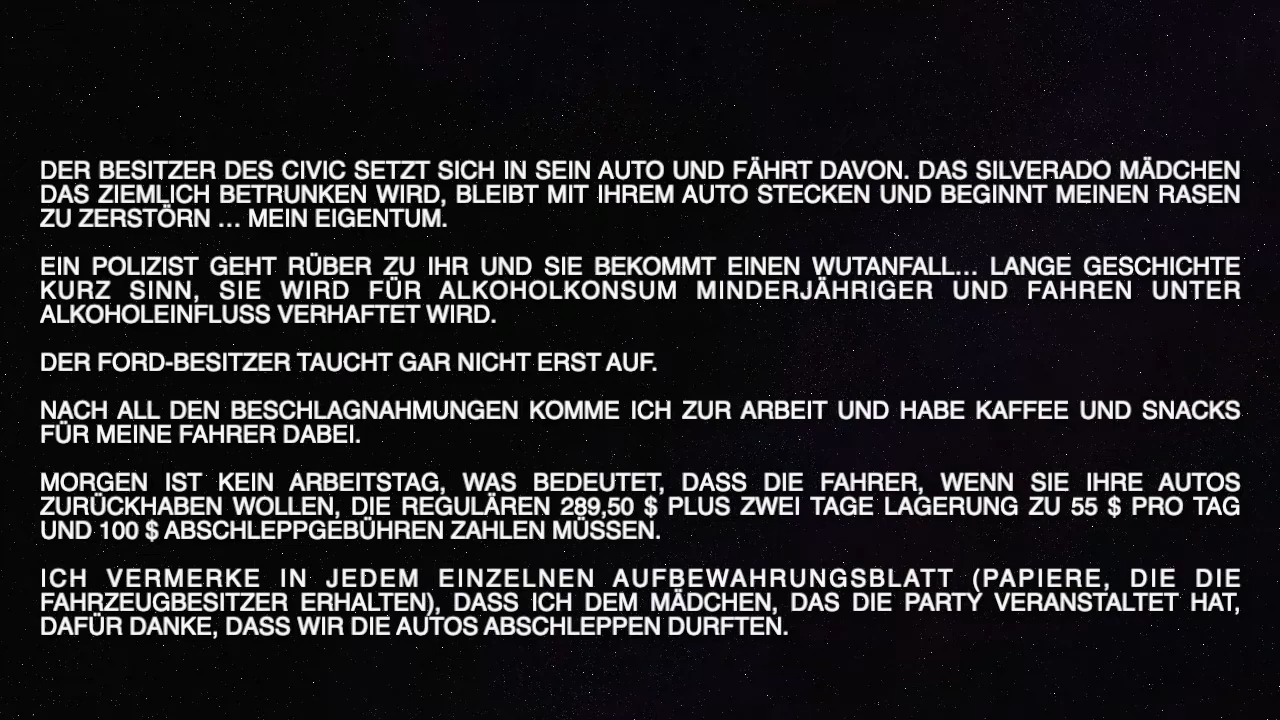 DER BESITZER DES CIVIC SETZT SICH IN SEIN AUTO UND FÄHRT DAVON. DAS SILVERADO MÄDCHEN
DAS ZIEMLICH BETRUNKEN WIRD, BLEIBT MIT IHREM AUTO STECKEN UND BEGINNT MEINEN RASEN
ZU ZERSTÖRN ... MEIN EIGENTUM.
EIN POLIZIST GEHT RÜBER ZU IHR UND SIE BEKOMMT EINEN WUTANFALL... LANGE GESCHICHTE
KURZ SINN, SIE WIRD FÜR ALKOHOLKONSUM MINDERJÄHRIGER UND FAHREN UNTER
ALKOHOLEINFLUSS VERHAFTET WIRD.
DER FORD-BESITZER TAUCHT GAR NICHT ERST AUF.
NACH ALL DEN BESCHLAGNAHMUNGEN KOMME ICH ZUR ARBEIT UND HABE KAFFEE UND SNACKS
FÜR MEINE FAHRER DABEI.
MORGEN IST KEIN ARBEITSTAG, WAS BEDEUTET, DASS DIE FAHRER, WENN SIE IHRE AUTOS
ZURÜCKHABEN WOLLEN, DIE REGULÄREN 289,50 $ PLUS ZWEI TAGE LAGERUNG ZU 55 $ PRO TAG
UND 100 $ ABSCHLEPPGEBÜHREN ZAHLEN MÜSSEN.
ICH VERMERKE IN JEDEM EINZELNEN AUFBEWAHRUNGSBLATT (PAPIERE, DIE DIE
FAHRZEUGBESITZER ERHALTEN), DASS ICH DEM MÄDCHEN, DAS DIE PARTY VERANSTALTET HAT,
DAFÜR DANKE, DASS WIR DIE AUTOS ABSCHLEPPEN DURFTEN.